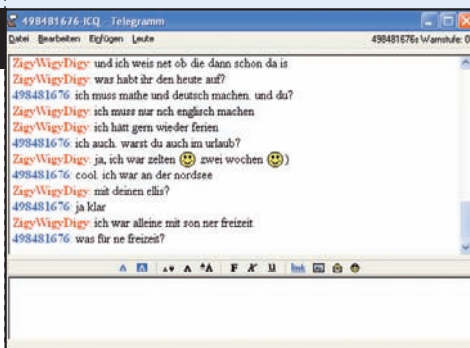 498481676 ICQ - Telegramm
Datei Bearbeiten Einfügen Leute 498481676s Warnstufe: 0
ZigyWigyDigy: und ich weis net ob die dann schon da is
ZigyWigyDigy: was habt ihr den heute auf?
498481676: ich muss mathe und deutsch machen. und du?
ZigyWigyDigy: ich muss nur nch englisch machen
ZigyWigyDigy: ich hätt gern wieder ferien
498481676: ich auch. warst du auch im urlaub?
ZigyWigyDigy: ja, ich war zelten zwei wochen )
498481676: cool. ich war an der nordsee
ZigyWigyDigy: mit deinen ellis?
498481676: ja klar
ZigyWigyDigy: ich war alleine mit son ner freizeit
498481676: was für ne freizeit?
A A A A A F K U link